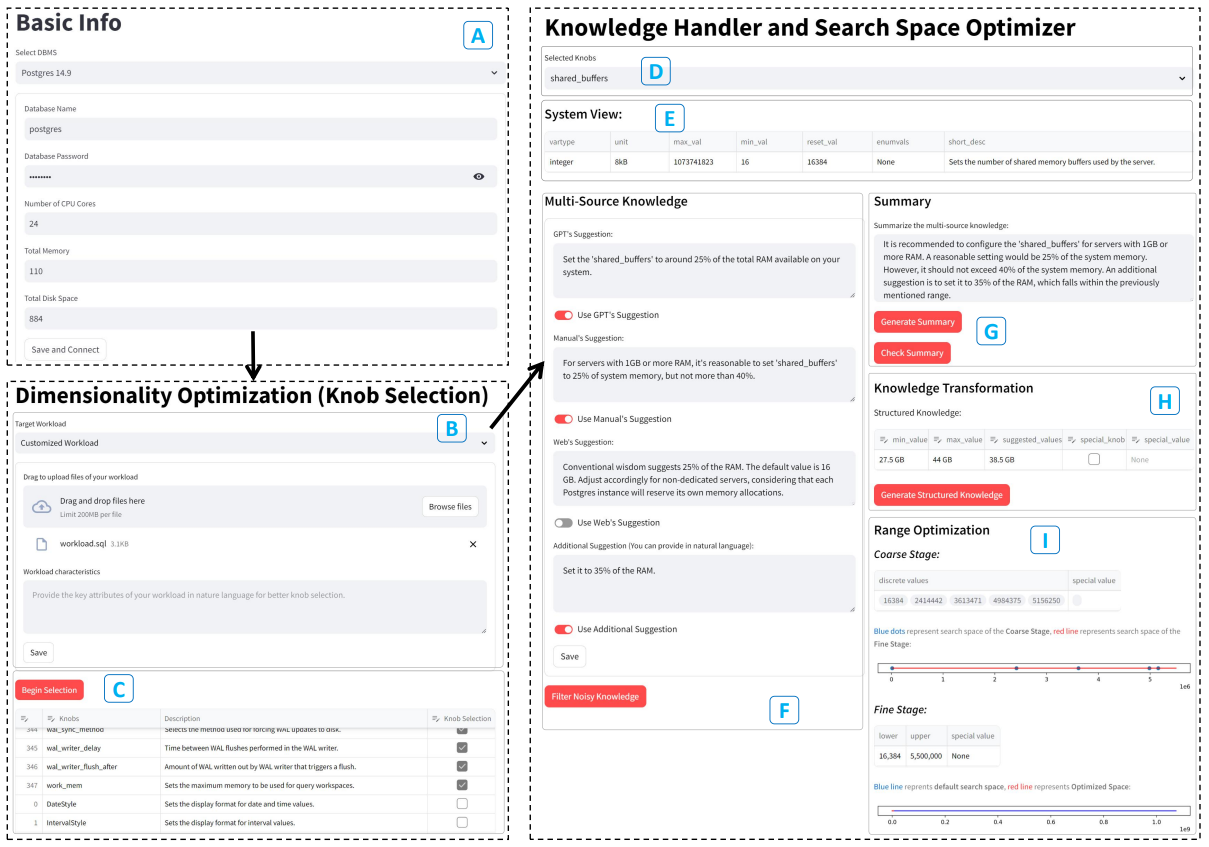 Basic Info
A
Select DBMS
Postgres 14.9
Database Name
postgres
Database Password
••••••••
Number of CPU Cores
24
Total Memory
110
Total Disk Space
884
Save and Connect
Dimensionality Optimization (Knob Selection)
B
Target Workload
Customized Workload
Drag to upload files of your workload
Drag and drop files here
Limit 200MB per file
Browse files
workload.sql 3.1KB
Workload characteristics
Provide the key attributes of your workload in nature language for better knob selection.
Save
Begin Selection
C
Knobs Description Knob Selection
344 wal_sync_method Selects the method used for forcing WAL updates to disk.
345 wal_writer_delay Time between WAL flushes performed in the WAL writer.
346 wal_writer_flush_after Amount of WAL written out by WAL writer that triggers a flush.
347 work_mem Sets the maximum memory to be used for query workspaces.
0 DateStyle Sets the display format for date and time values.
1 IntervalStyle Sets the display format for interval values.
Knowledge Handler and Search Space Optimizer
Selected Knobs
D
shared_buffers
System View:
E
vartype unit max_val min_val reset_val enumvals short_desc
integer 8kB 1073741823 16 16384 None Sets the number of shared memory buffers used by the server.
Multi-Source Knowledge
GPT's Suggestion:
Set the 'shared_buffers' to around 25% of the total RAM available on your
system.
Use GPT's Suggestion
Manual's Suggestion:
For servers with 1GB or more RAM, it's reasonable to set 'shared_buffers'
to 25% of system memory, but not more than 40%.
Use Manual's Suggestion
Web's Suggestion:
Conventional wisdom suggests 25% of the RAM. The default value is 16
GB. Adjust accordingly for non-dedicated servers, considering that each
Postgres instance will reserve its own memory allocations.
Use Web's Suggestion
Additional Suggestion (You can provide in natural language):
Set it to 35% of the RAM.
Use Additional Suggestion
Save
Filter Noisy Knowledge
F
Summary
Summarize the multi-source knowledge:
It is recommended to configure the 'shared_buffers' for servers with 1GB or
more RAM. A reasonable setting would be 25% of the system memory.
However, it should not exceed 40% of the system memory. An additional
suggestion is to set it to 35% of the RAM, which falls within the previously
mentioned range.
Generate Summary
G
Check Summary
Knowledge Transformation
H
Structured Knowledge:
min_value max_value suggested_values special_knob special_value
27.5 GB 44 GB 38.5 GB None
Generate Structured Knowledge
Range Optimization
I
Coarse Stage:
discrete values special value
16384 2414442 3613471 4984375 5156250
Blue dots represent search space of the Coarse Stage, red line represents search space of the
Fine Stage:
0 1 2 3 4 5
1e6
Fine Stage:
lower upper special value
16,384 5,500,000 None
Blue line reprents default search space, red line represents Optimized Space:
0.0 0.2 0.4 0.6 0.8 1.0
1e9